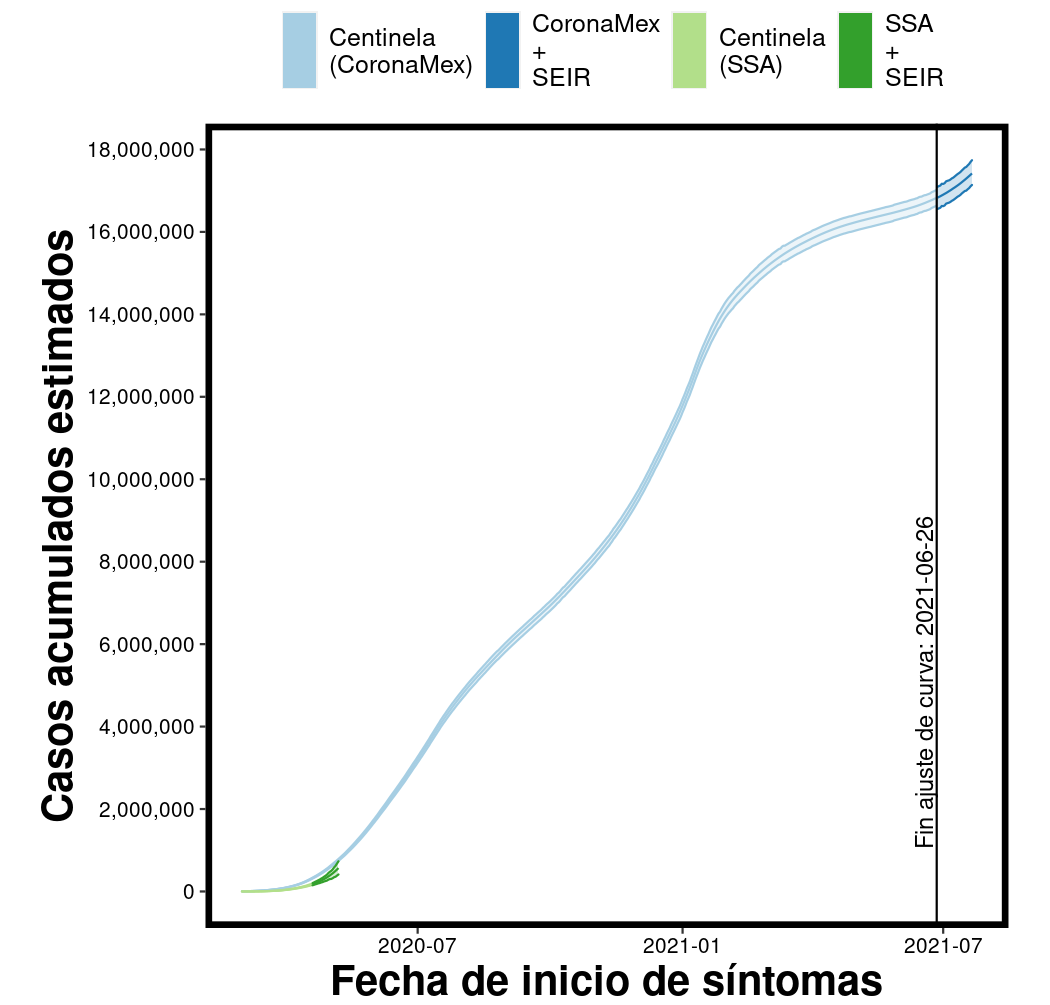 Centinela
(CoronaMex)
CoronaMex
+
SEIR
Centinela
(SSA)
SSA
+
SEIR
Casos acumulados estimados
18,000,000
16,000,000
14,000,000
12,000,000
10,000,000
8,000,000
6,000,000
4,000,000
2,000,000
0
Fin ajuste de curva: 2021-06-26
2020-07
2021-01
2021-07
Fecha de inicio de síntomas